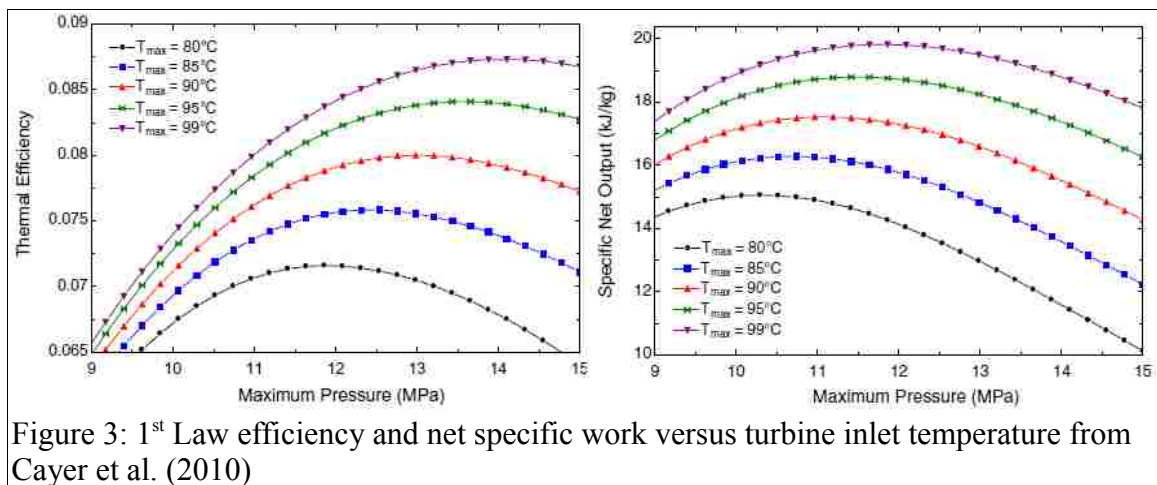 0.09
0.085
0.08
0.075
0.07
0.065
Thermal Efficiency
Tmax = 80°C
Tmax = 85°C
Tmax = 90°C
Tmax = 95°C
Tmax = 99°C
9 10 11 12 13 14 15
Maximum Pressure (MPa)
20
18
16
14
12
10
Specific Net Output (kJ/kg)
Tmax = 80°C
Tmax = 85°C
Tmax = 90°C
Tmax = 95°C
Tmax = 99°C
9 10 11 12 13 14 15
Maximum Pressure (MPa)
Figure 3: 1st Law efficiency and net specific work versus turbine inlet temperature from
Cayer et al. (2010)